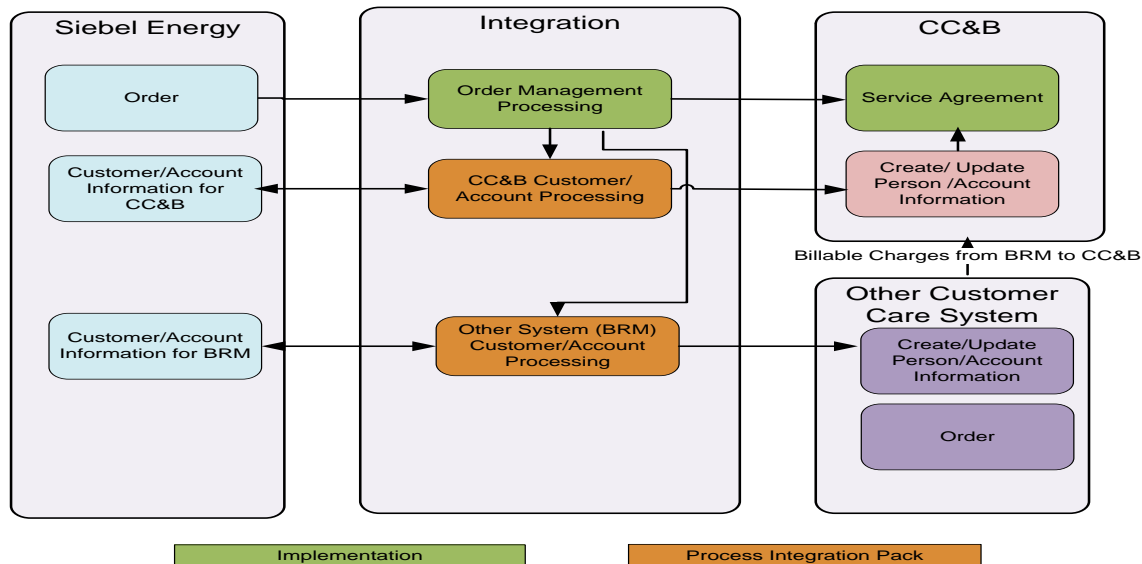 Siebel Energy
Order
Customer/Account
Information for
CC&B
Customer/Account
Information for BRM
Integration
Order Management
Processing
CC&B Customer/
Account Processing
Other System (BRM)
Customer/Account
Processing
CC&B
Service Agreement
Create/ Update
Person /Account
Information
Billable Charges from BRM to CC&B
Other Customer
Care System
Create/Update
Person/Account
Information
Order
Implementation
Process Integration Pack